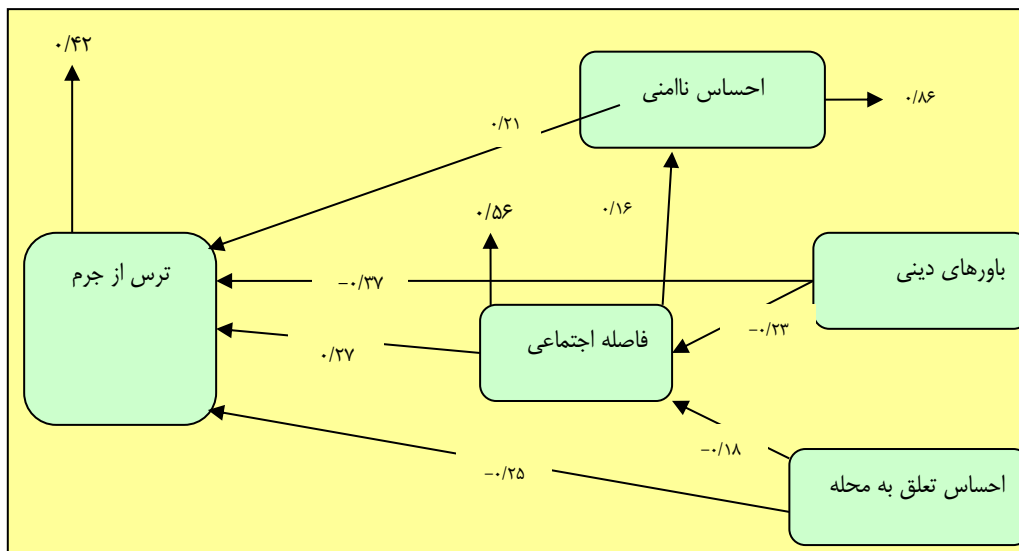 ۰/۴۲
احساس ناامنی
۰/۸۶
۰/۲۱
۰/۵۶
۰/۱۶
باورهای دینی
ترس از جرم
−۰/۳۷
−۰/۲۳
فاصله اجتماعی
۰/۲۷
−۰/۱۸
−۰/۲۵
احساس تعلق به محله